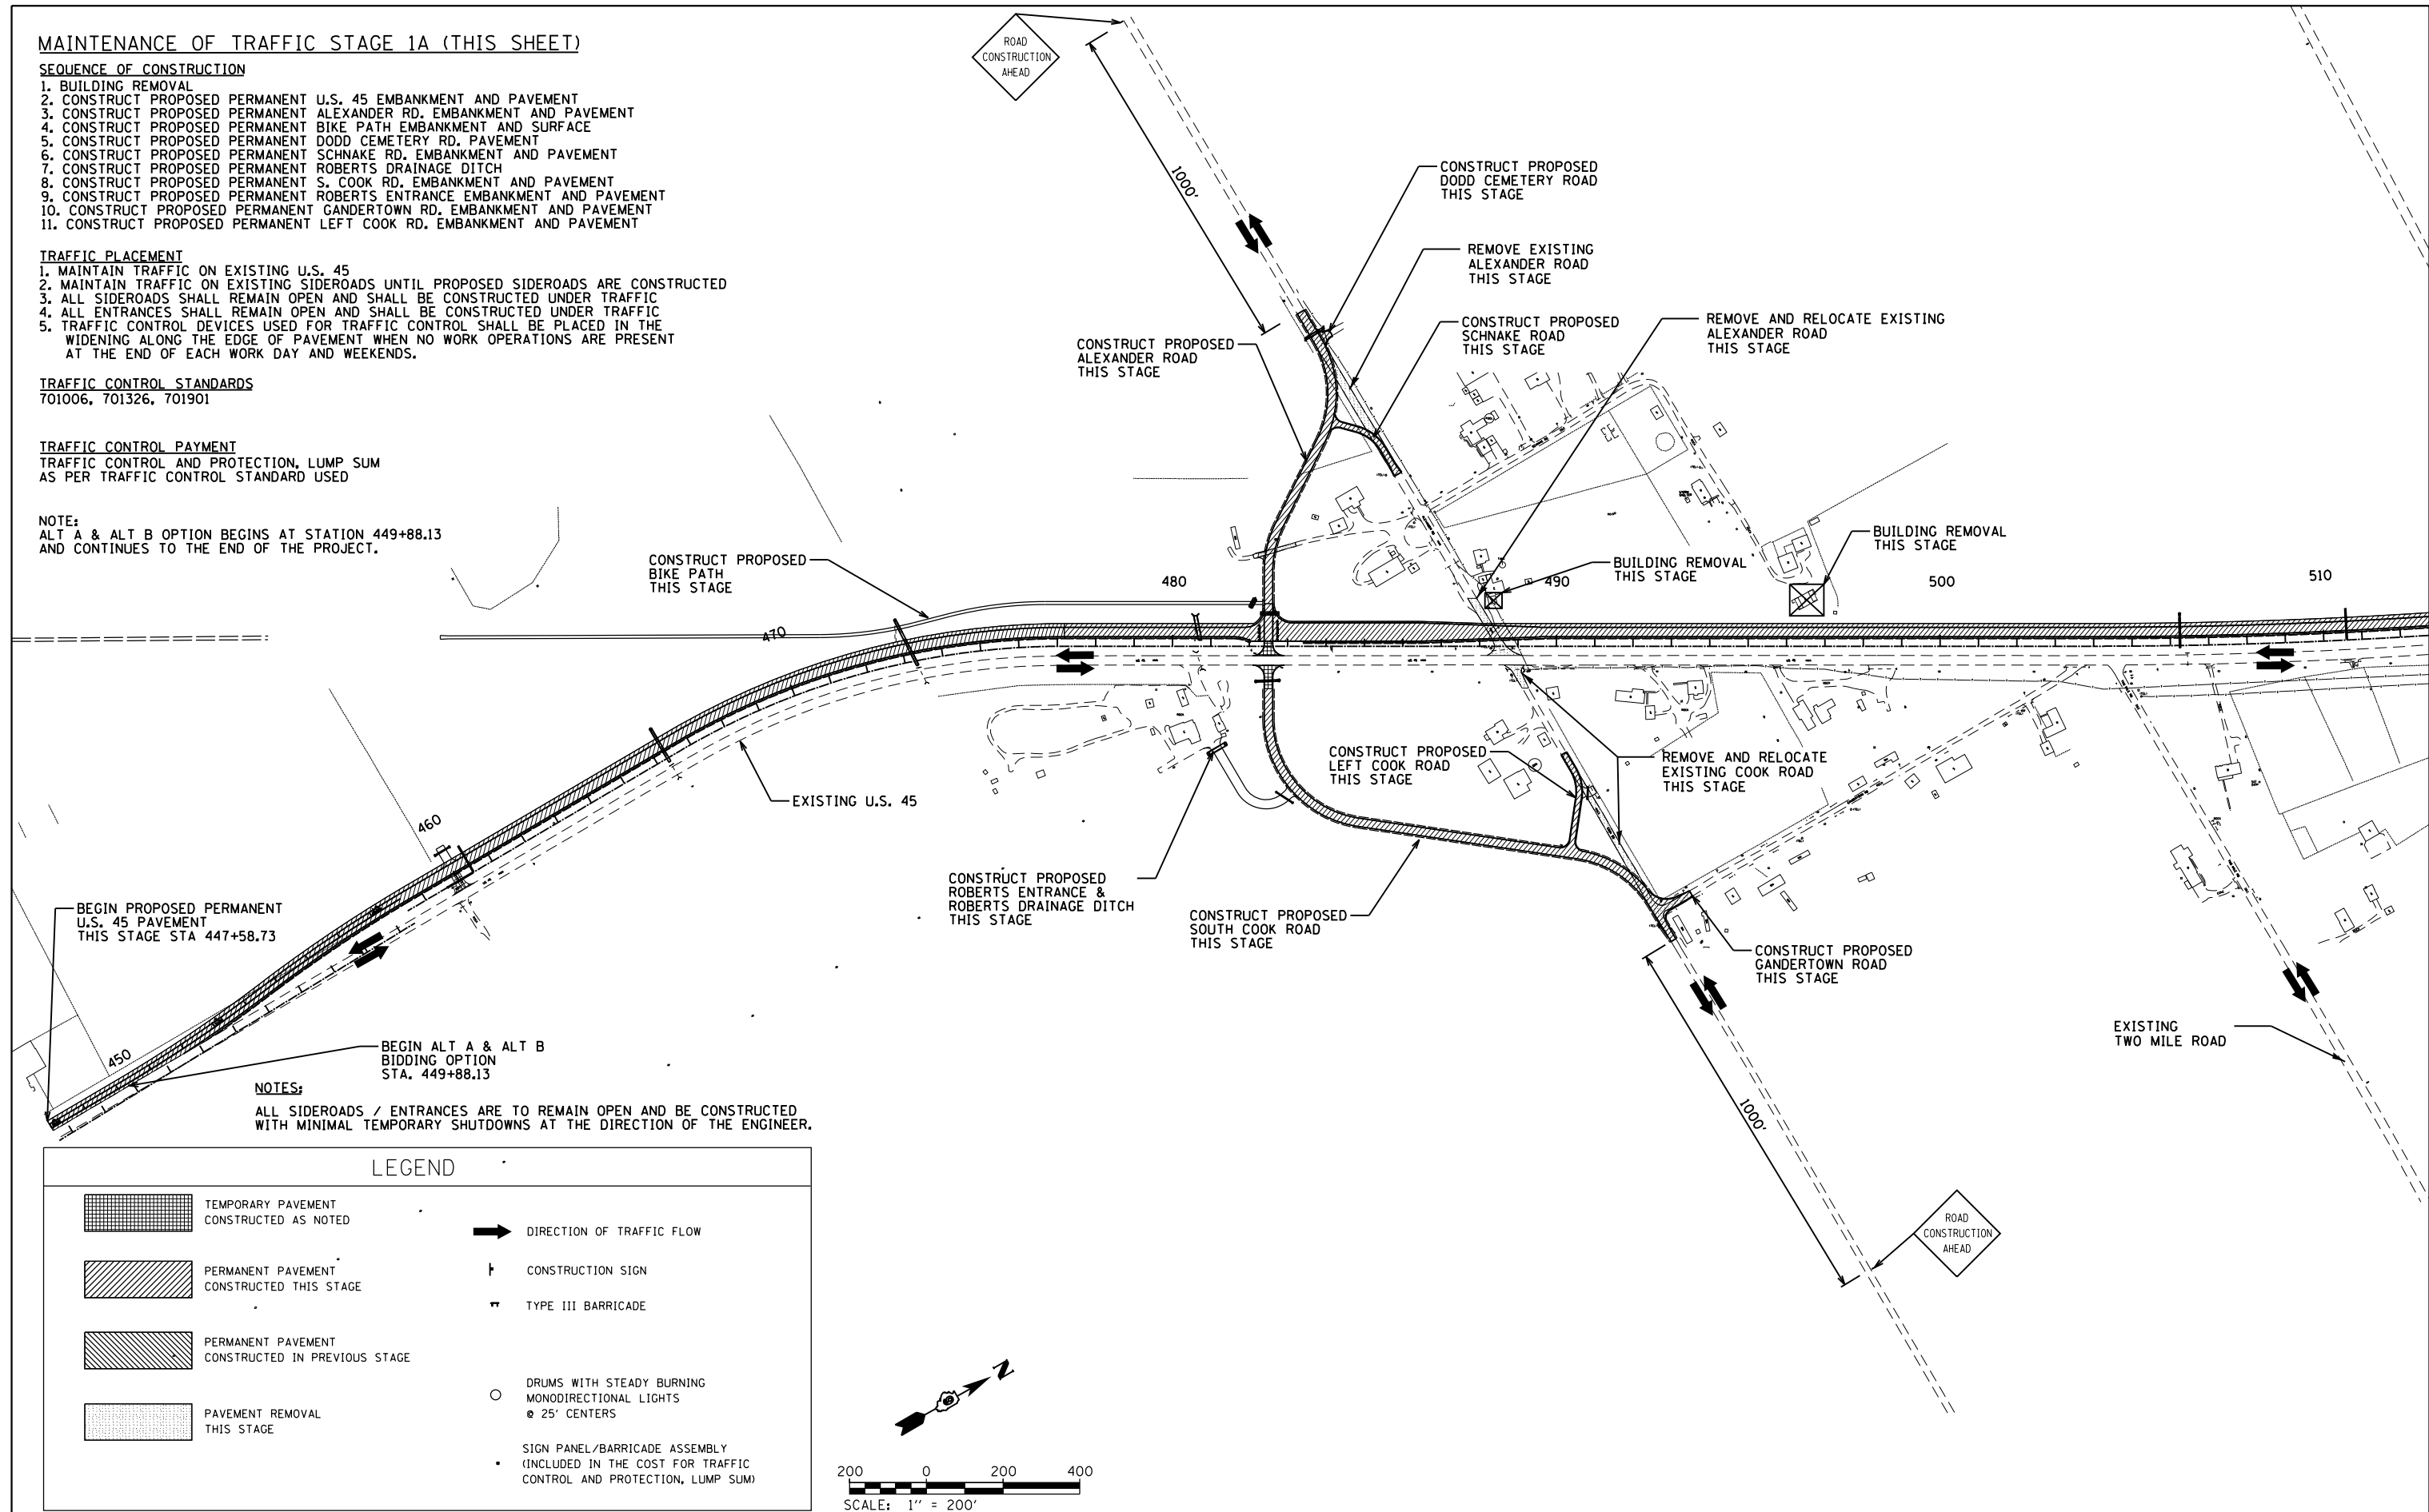 MAINTENANCE OF TRAFFIC STAGE 1A (THIS SHEET)
SEQUENCE OF CONSTRUCTION
1. BUILDING REMOVAL
2. CONSTRUCT PROPOSED PERMANENT U.S. 45 EMBANKMENT AND PAVEMENT
3. CONSTRUCT PROPOSED PERMANENT ALEXANDER RD. EMBANKMENT AND PAVEMENT
4. CONSTRUCT PROPOSED PERMANENT BIKE PATH EMBANKMENT AND SURFACE
5. CONSTRUCT PROPOSED PERMANENT DODD CEMETERY RD. PAVEMENT
6. CONSTRUCT PROPOSED PERMANENT SCHNAKE RD. EMBANKMENT AND PAVEMENT
7. CONSTRUCT PROPOSED PERMANENT ROBERTS DRAINAGE DITCH
8. CONSTRUCT PROPOSED PERMANENT S. COOK RD. EMBANKMENT AND PAVEMENT
9. CONSTRUCT PROPOSED PERMANENT ROBERTS ENTRANCE EMBANKMENT AND PAVEMENT
10. CONSTRUCT PROPOSED PERMANENT GANDERTOWN RD. EMBANKMENT AND PAVEMENT
11. CONSTRUCT PROPOSED PERMANENT LEFT COOK RD. EMBANKMENT AND PAVEMENT
TRAFFIC PLACEMENT
1. MAINTAIN TRAFFIC ON EXISTING U.S. 45
2. MAINTAIN TRAFFIC ON EXISTING SIDEROADS UNTIL PROPOSED SIDEROADS ARE CONSTRUCTED
3. ALL SIDEROADS SHALL REMAIN OPEN AND SHALL BE CONSTRUCTED UNDER TRAFFIC
4. ALL ENTRANCES SHALL REMAIN OPEN AND SHALL BE CONSTRUCTED UNDER TRAFFIC
5. TRAFFIC CONTROL DEVICES USED FOR TRAFFIC CONTROL SHALL BE PLACED IN THE
WIDENING ALONG THE EDGE OF PAVEMENT WHEN NO WORK OPERATIONS ARE PRESENT
AT THE END OF EACH WORK DAY AND WEEKENDS.
TRAFFIC CONTROL STANDARDS
701006, 701326, 701901
TRAFFIC CONTROL PAYMENT
TRAFFIC CONTROL AND PROTECTION, LUMP SUM
AS PER TRAFFIC CONTROL STANDARD USED
NOTE:
ALT A & ALT B OPTION BEGINS AT STATION 449+88.13
AND CONTINUES TO THE END OF THE PROJECT.
ROAD
CONSTRUCTION
AHEAD
1000'
CONSTRUCT PROPOSED
DODD CEMETERY ROAD
THIS STAGE
REMOVE EXISTING
ALEXANDER ROAD
THIS STAGE
CONSTRUCT PROPOSED
SCHNAKE ROAD
THIS STAGE
REMOVE AND RELOCATE EXISTING
ALEXANDER ROAD
THIS STAGE
CONSTRUCT PROPOSED
ALEXANDER ROAD
THIS STAGE
BUILDING REMOVAL
THIS STAGE
BUILDING REMOVAL
THIS STAGE
CONSTRUCT PROPOSED
BIKE PATH
THIS STAGE
450
460
470
480
490
500
510
EXISTING U.S. 45
CONSTRUCT PROPOSED
LEFT COOK ROAD
THIS STAGE
REMOVE AND RELOCATE
EXISTING COOK ROAD
THIS STAGE
CONSTRUCT PROPOSED
ROBERTS ENTRANCE &
ROBERTS DRAINAGE DITCH
THIS STAGE
CONSTRUCT PROPOSED
SOUTH COOK ROAD
THIS STAGE
CONSTRUCT PROPOSED
GANDERTOWN ROAD
THIS STAGE
EXISTING
TWO MILE ROAD
1000'
ROAD
CONSTRUCTION
AHEAD
BEGIN PROPOSED PERMANENT
U.S. 45 PAVEMENT
THIS STAGE STA 447+58.73
BEGIN ALT A & ALT B
BIDDING OPTION
STA. 449+88.13
NOTES:
ALL SIDEROADS / ENTRANCES ARE TO REMAIN OPEN AND BE CONSTRUCTED
WITH MINIMAL TEMPORARY SHUTDOWNS AT THE DIRECTION OF THE ENGINEER.
LEGEND
TEMPORARY PAVEMENT
CONSTRUCTED AS NOTED
PERMANENT PAVEMENT
CONSTRUCTED THIS STAGE
PERMANENT PAVEMENT
CONSTRUCTED IN PREVIOUS STAGE
PAVEMENT REMOVAL
THIS STAGE
DIRECTION OF TRAFFIC FLOW
CONSTRUCTION SIGN
TYPE III BARRICADE
DRUMS WITH STEADY BURNING
MONODIRECTIONAL LIGHTS
@ 25' CENTERS
SIGN PANEL/BARRICADE ASSEMBLY
(INCLUDED IN THE COST FOR TRAFFIC
CONTROL AND PROTECTION, LUMP SUM)
N
200 0 200 400
SCALE: 1'' = 200'